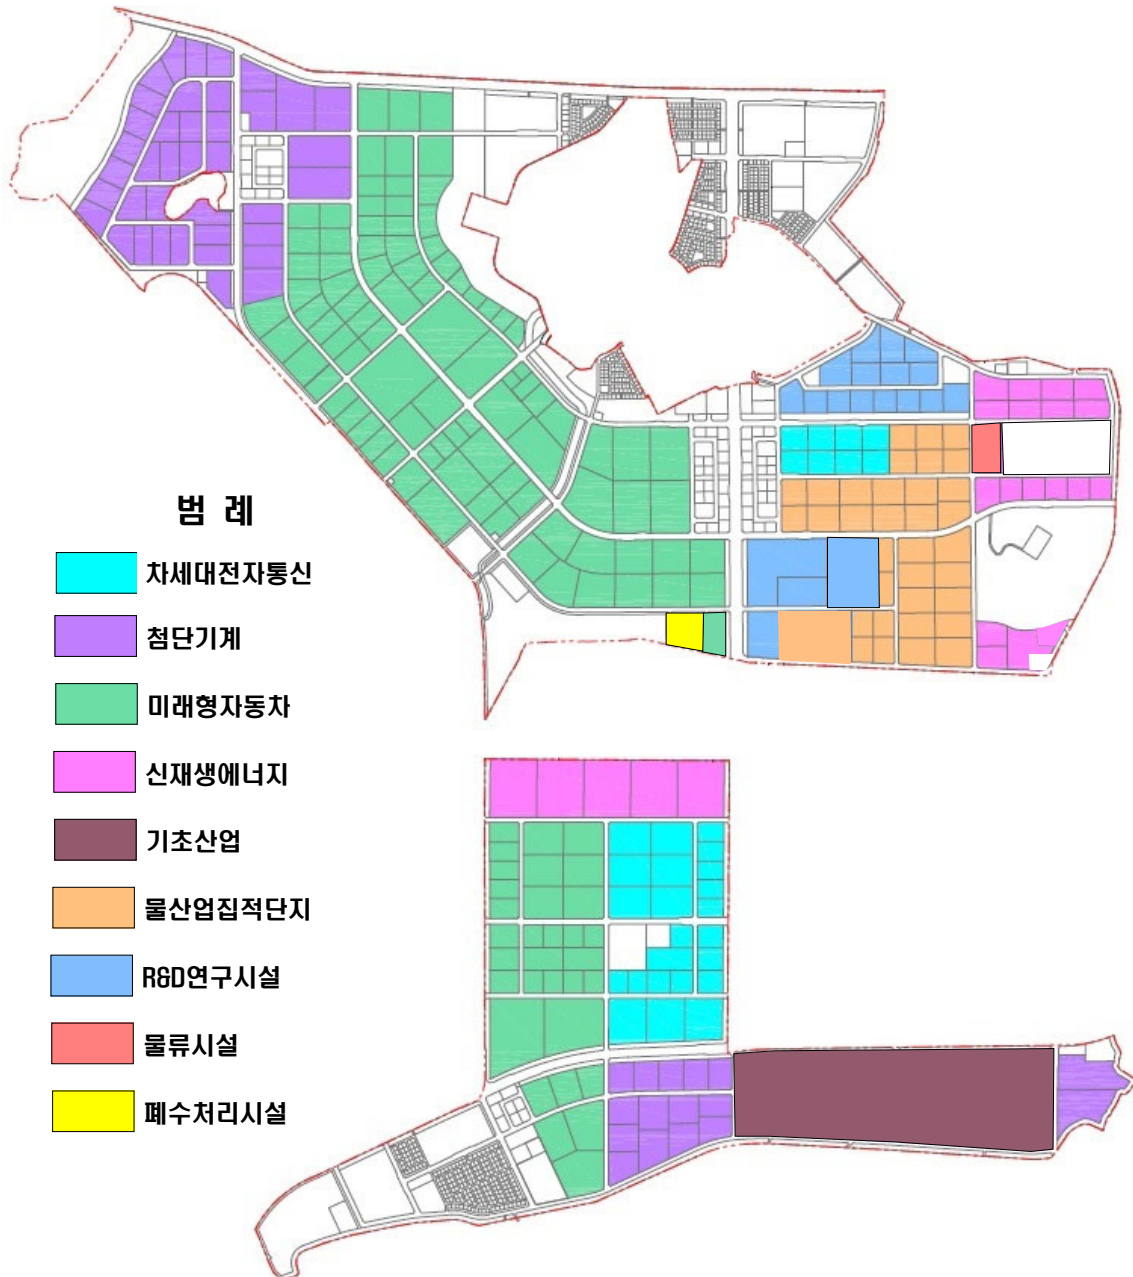 범 례
차세대전자통신
첨단기계
미래형자동차
신재생에너지
기초산업
물산업집적단지
R&D연구시설
물류시설
폐수처리시설